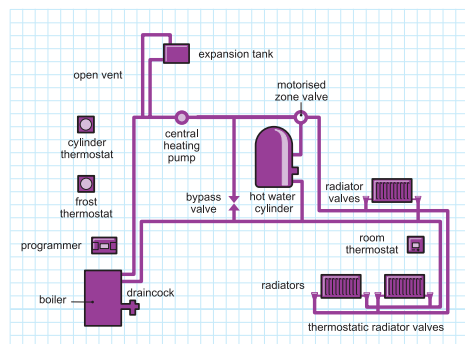 expansion tank
open vent
motorised
zone valve
cylinder
thermostat
central
heating
pump
frost
thermostat
bypass
valve
hot water
cylinder
radiator
valves
programmer
room
thermostat
boiler
draincock
radiators
thermostatic radiator valves